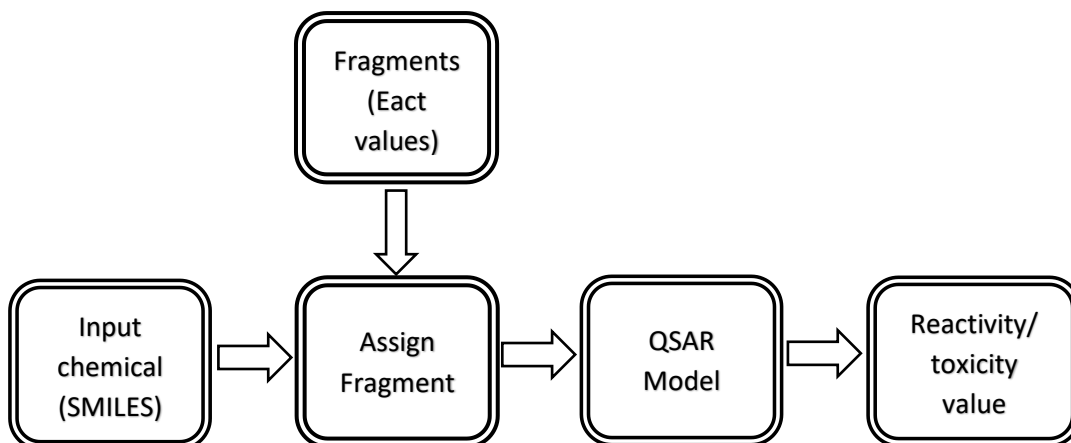 Fragments
(Eact
values)
Input
chemical
(SMILES)
Assign
Fragment
QSAR
Model
Reactivity/
toxicity
value